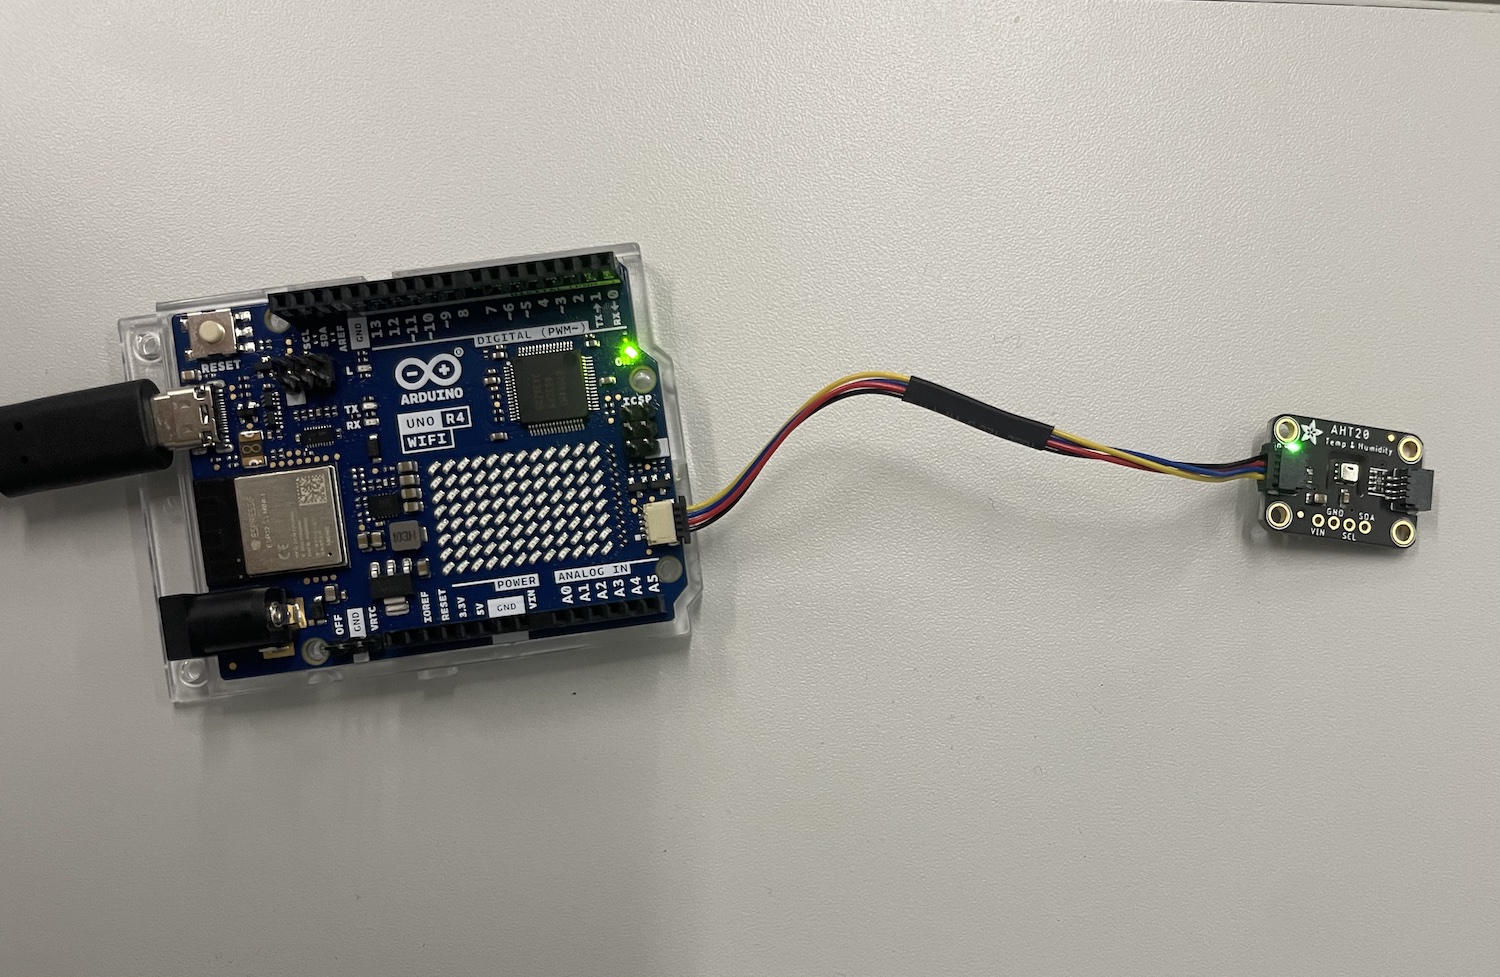 RESET
SCL
SDA
AREF
GND
13
12
~11
~10
~9
8
7
~6
~5
4
~3
2
TX→1
RX←0
DIGITAL (PWM~)
L
TX
RX
ARDUINO
UNO R4
WIFI
ON
ICSP
CE
OFF
GND
VRTC
POWER
IOREF
RESET
3.3V
5V
GND
VIN
ANALOG IN
A0
A1
A2
A3
A4
A5
AHT20
Temp & Humidity
VIN
GND
SCL
SDA